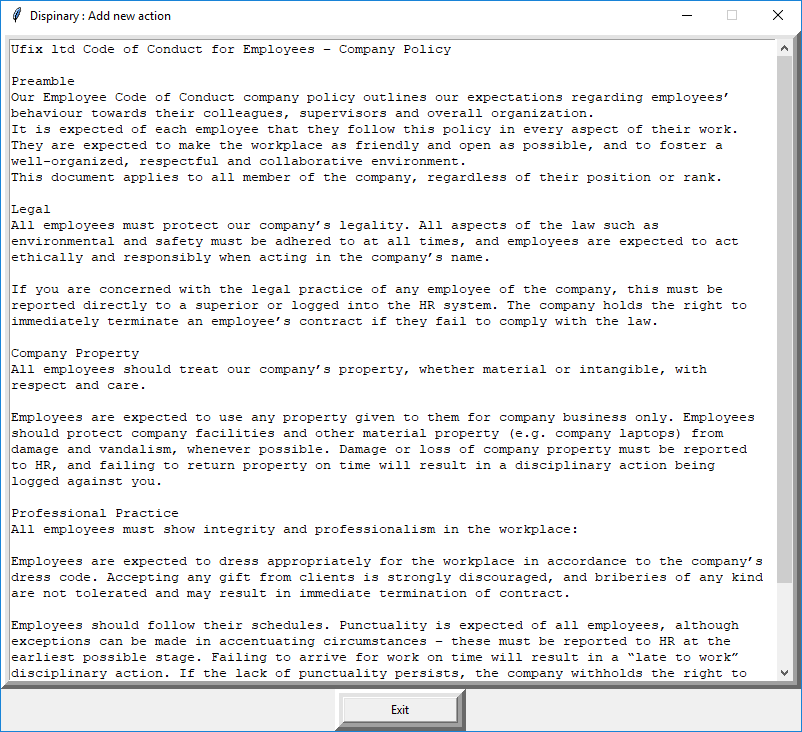 Dispinary : Add new action
Ufix ltd Code of Conduct for Employees – Company Policy
Preamble
Our Employee Code of Conduct company policy outlines our expectations regarding employees’
behaviour towards their colleagues, supervisors and overall organization.
It is expected of each employee that they follow this policy in every aspect of their work.
They are expected to make the workplace as friendly and open as possible, and to foster a
well-organized, respectful and collaborative environment.
This document applies to all member of the company, regardless of their position or rank.
Legal
All employees must protect our company’s legality. All aspects of the law such as
environmental and safety must be adhered to at all times, and employees are expected to act
ethically and responsibly when acting in the company’s name.
If you are concerned with the legal practice of any employee of the company, this must be
reported directly to a superior or logged into the HR system. The company holds the right to
immediately terminate an employee’s contract if they fail to comply with the law.
Company Property
All employees should treat our company’s property, whether material or intangible, with
respect and care.
Employees are expected to use any property given to them for company business only. Employees
should protect company facilities and other material property (e.g. company laptops) from
damage and vandalism, whenever possible. Damage or loss of company property must be reported
to HR, and failing to return property on time will result in a disciplinary action being
logged against you.
Professional Practice
All employees must show integrity and professionalism in the workplace:
Employees are expected to dress appropriately for the workplace in accordance to the company’s
dress code. Accepting any gift from clients is strongly discouraged, and briberies of any kind
are not tolerated and may result in immediate termination of contract.
Employees should follow their schedules. Punctuality is expected of all employees, although
exceptions can be made in accentuating circumstances – these must be reported to HR at the
earliest possible stage. Failing to arrive for work on time will result in a “late to work”
disciplinary action. If the lack of punctuality persists, the company withholds the right to
Exit